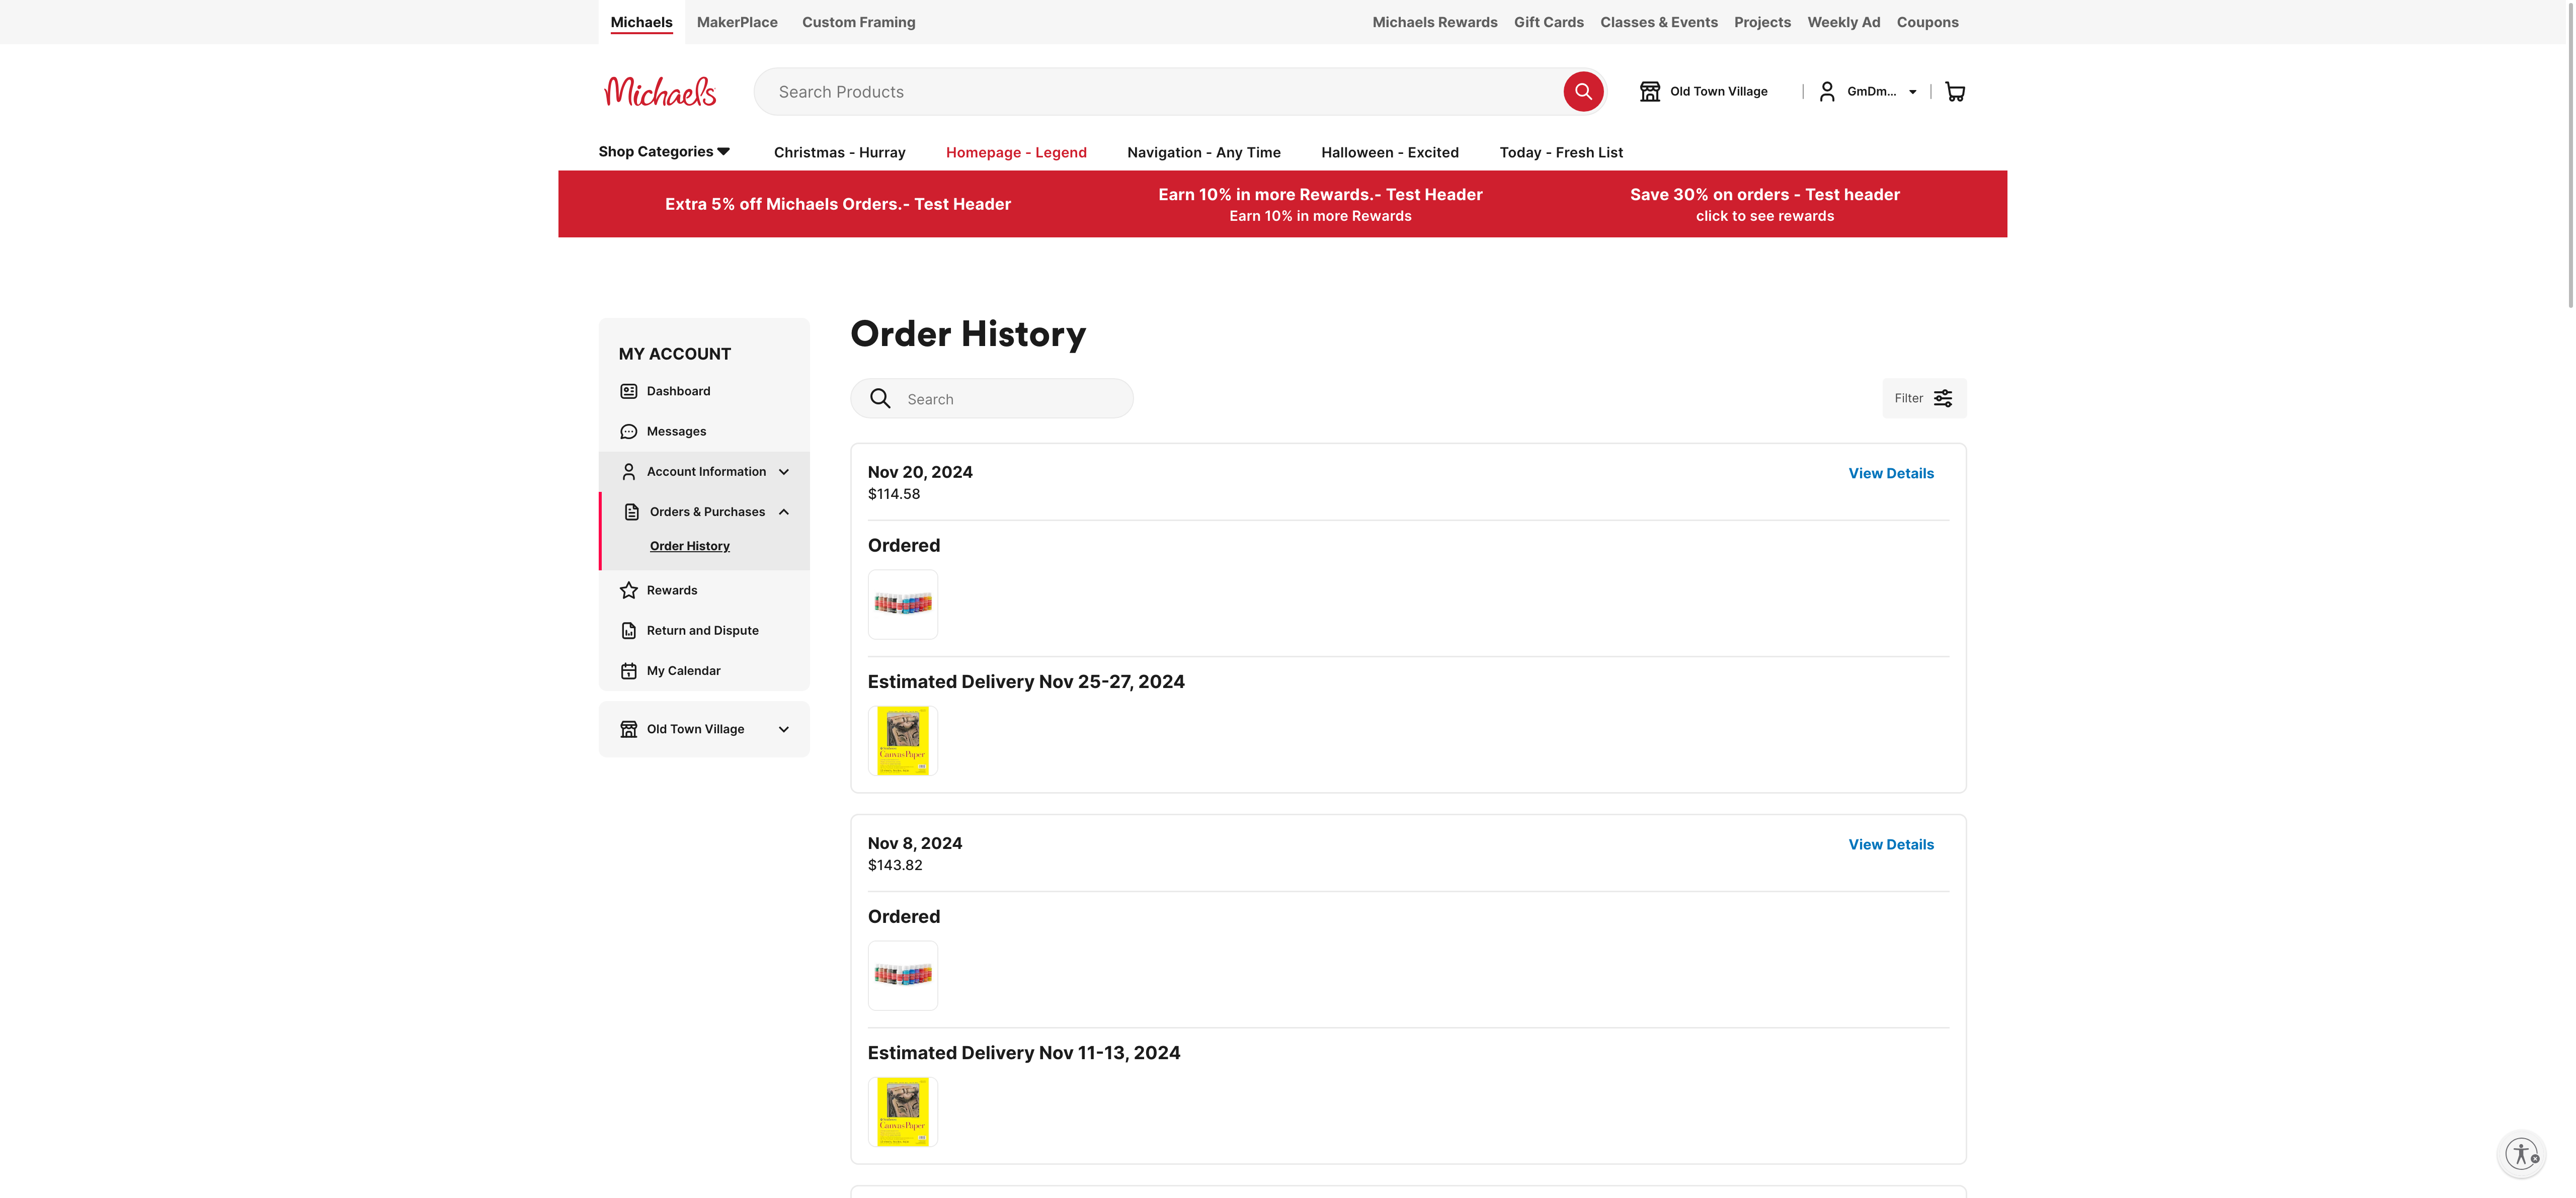 Michaels
MakerPlace
Custom Framing
Michaels Rewards
Gift Cards
Classes & Events
Projects
Weekly Ad
Coupons
Michaels
Search Products
Old Town Village
GmDm...
Shop Categories
Christmas - Hurray
Homepage - Legend
Navigation - Any Time
Halloween - Excited
Today - Fresh List
Extra 5% off Michaels Orders.- Test Header
Earn 10% in more Rewards.- Test Header
Earn 10% in more Rewards
Save 30% on orders - Test header
click to see rewards
MY ACCOUNT
Dashboard
Messages
Account Information
Orders & Purchases
Order History
Rewards
Return and Dispute
My Calendar
Old Town Village
Order History
Search
Filter
Nov 20, 2024
View Details
$114.58
Ordered
Estimated Delivery Nov 25-27, 2024
Canvas Paper
Nov 8, 2024
View Details
$143.82
Ordered
Estimated Delivery Nov 11-13, 2024
Canvas Paper